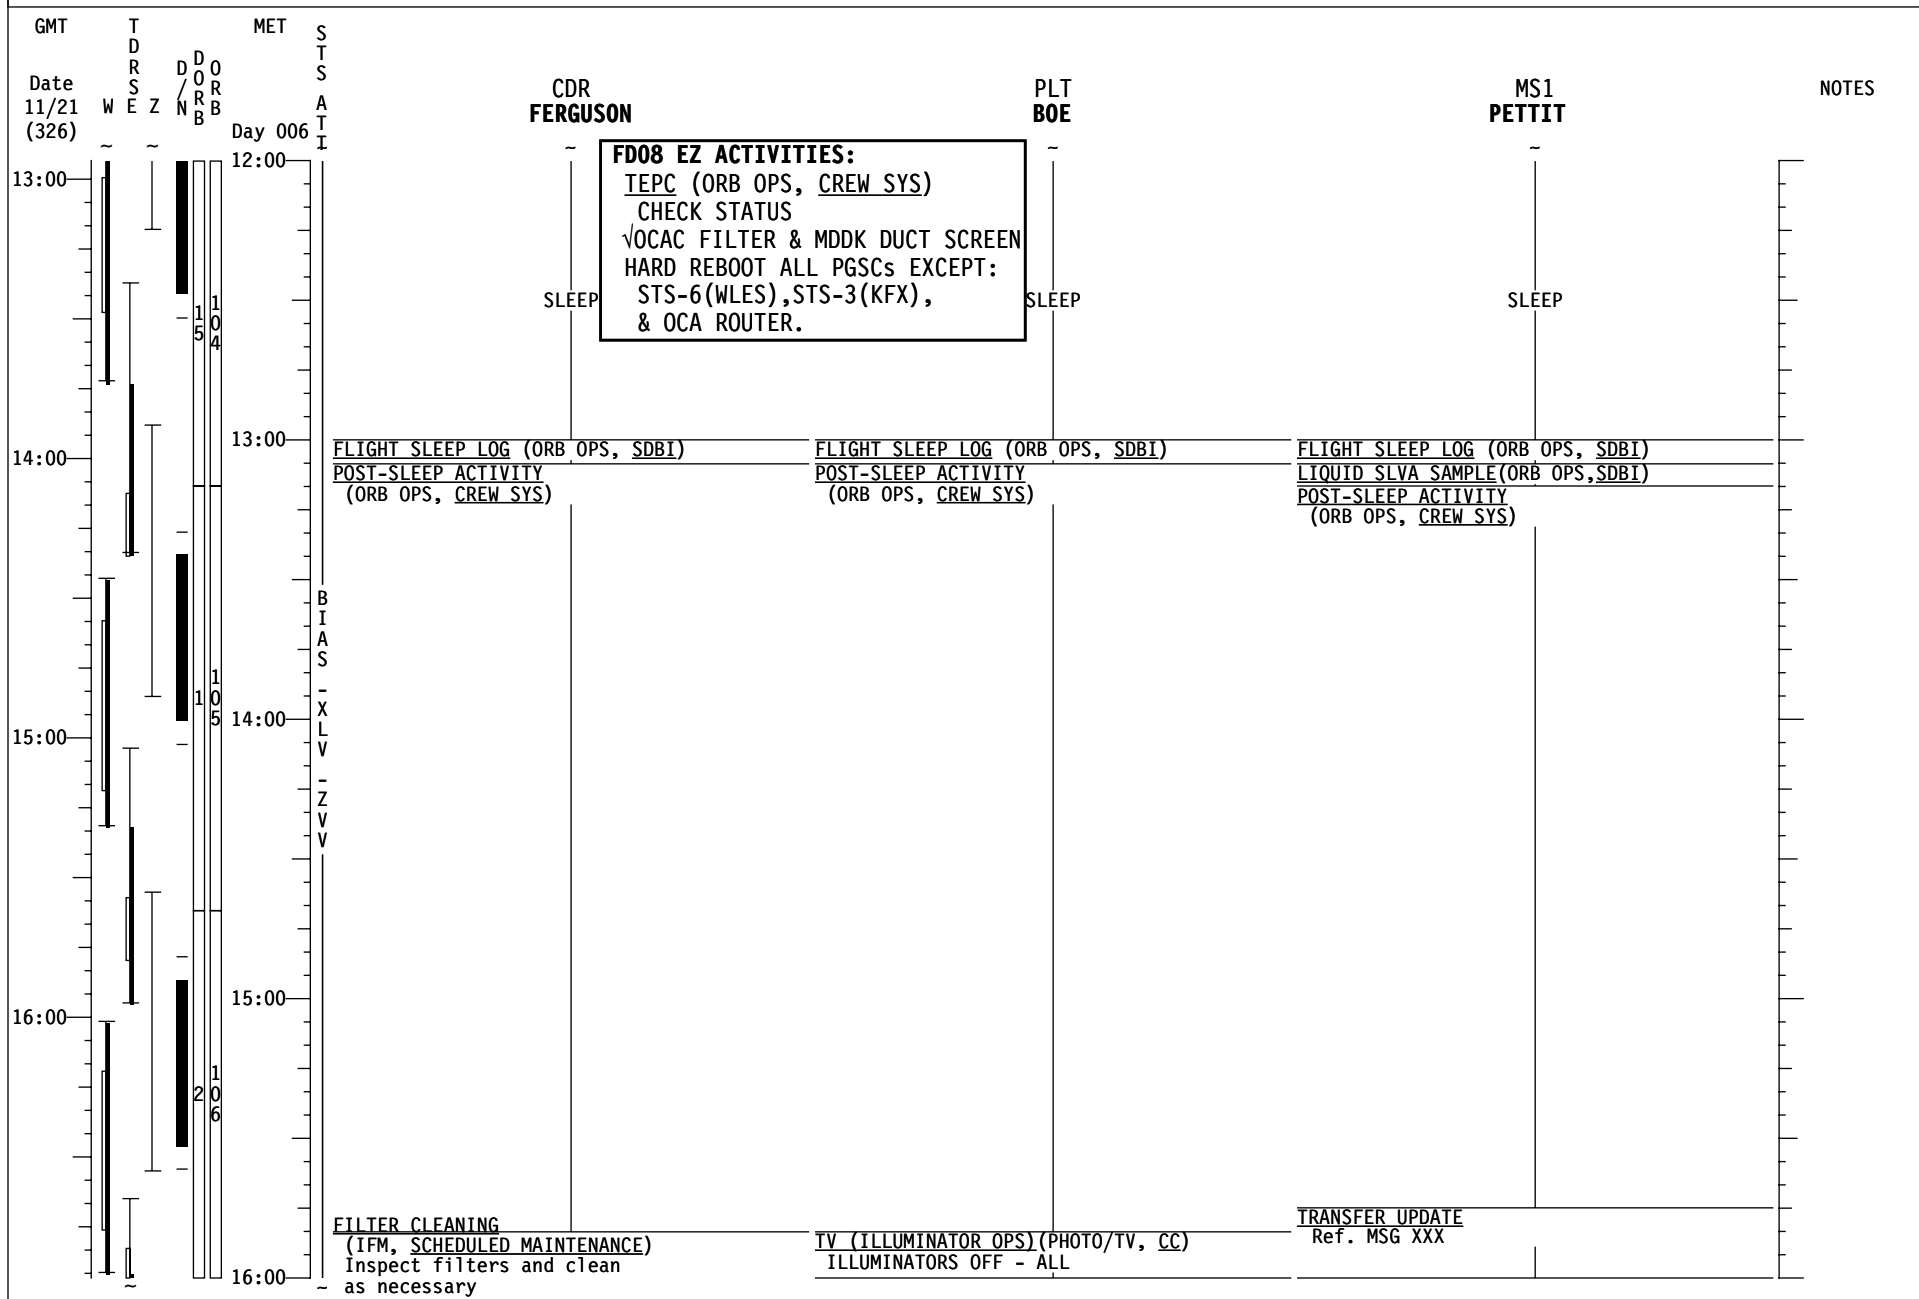 GMT
TDRS
MET
STS ATT
Date
11/21
(326)
W E Z
D/N
DORB
ORB
Day 006
CDR
FERGUSON
PLT
BOE
MS1
PETTIT
NOTES
~ ~ ~ ~ ~
12:00
13:00
FD08 EZ ACTIVITIES:
TEPC (ORB OPS, CREW SYS)
CHECK STATUS
√OCAC FILTER & MDDK DUCT SCREEN
HARD REBOOT ALL PGSCs EXCEPT:
STS-6(WLES),STS-3(KFX),
& OCA ROUTER.
SLEEP
SLEEP
SLEEP
15
104
13:00
14:00
FLIGHT SLEEP LOG (ORB OPS, SDBI)
POST-SLEEP ACTIVITY
(ORB OPS, CREW SYS)
FLIGHT SLEEP LOG (ORB OPS, SDBI)
POST-SLEEP ACTIVITY
(ORB OPS, CREW SYS)
FLIGHT SLEEP LOG (ORB OPS, SDBI)
LIQUID SLVA SAMPLE(ORB OPS,SDBI)
POST-SLEEP ACTIVITY
(ORB OPS, CREW SYS)
BIAS -XLV -ZVV
1
105
14:00
15:00
15:00
16:00
2
106
FILTER CLEANING
(IFM, SCHEDULED MAINTENANCE)
Inspect filters and clean
as necessary
TV (ILLUMINATOR OPS)(PHOTO/TV, CC)
ILLUMINATORS OFF - ALL
TRANSFER UPDATE
Ref. MSG XXX
16:00
~ ~